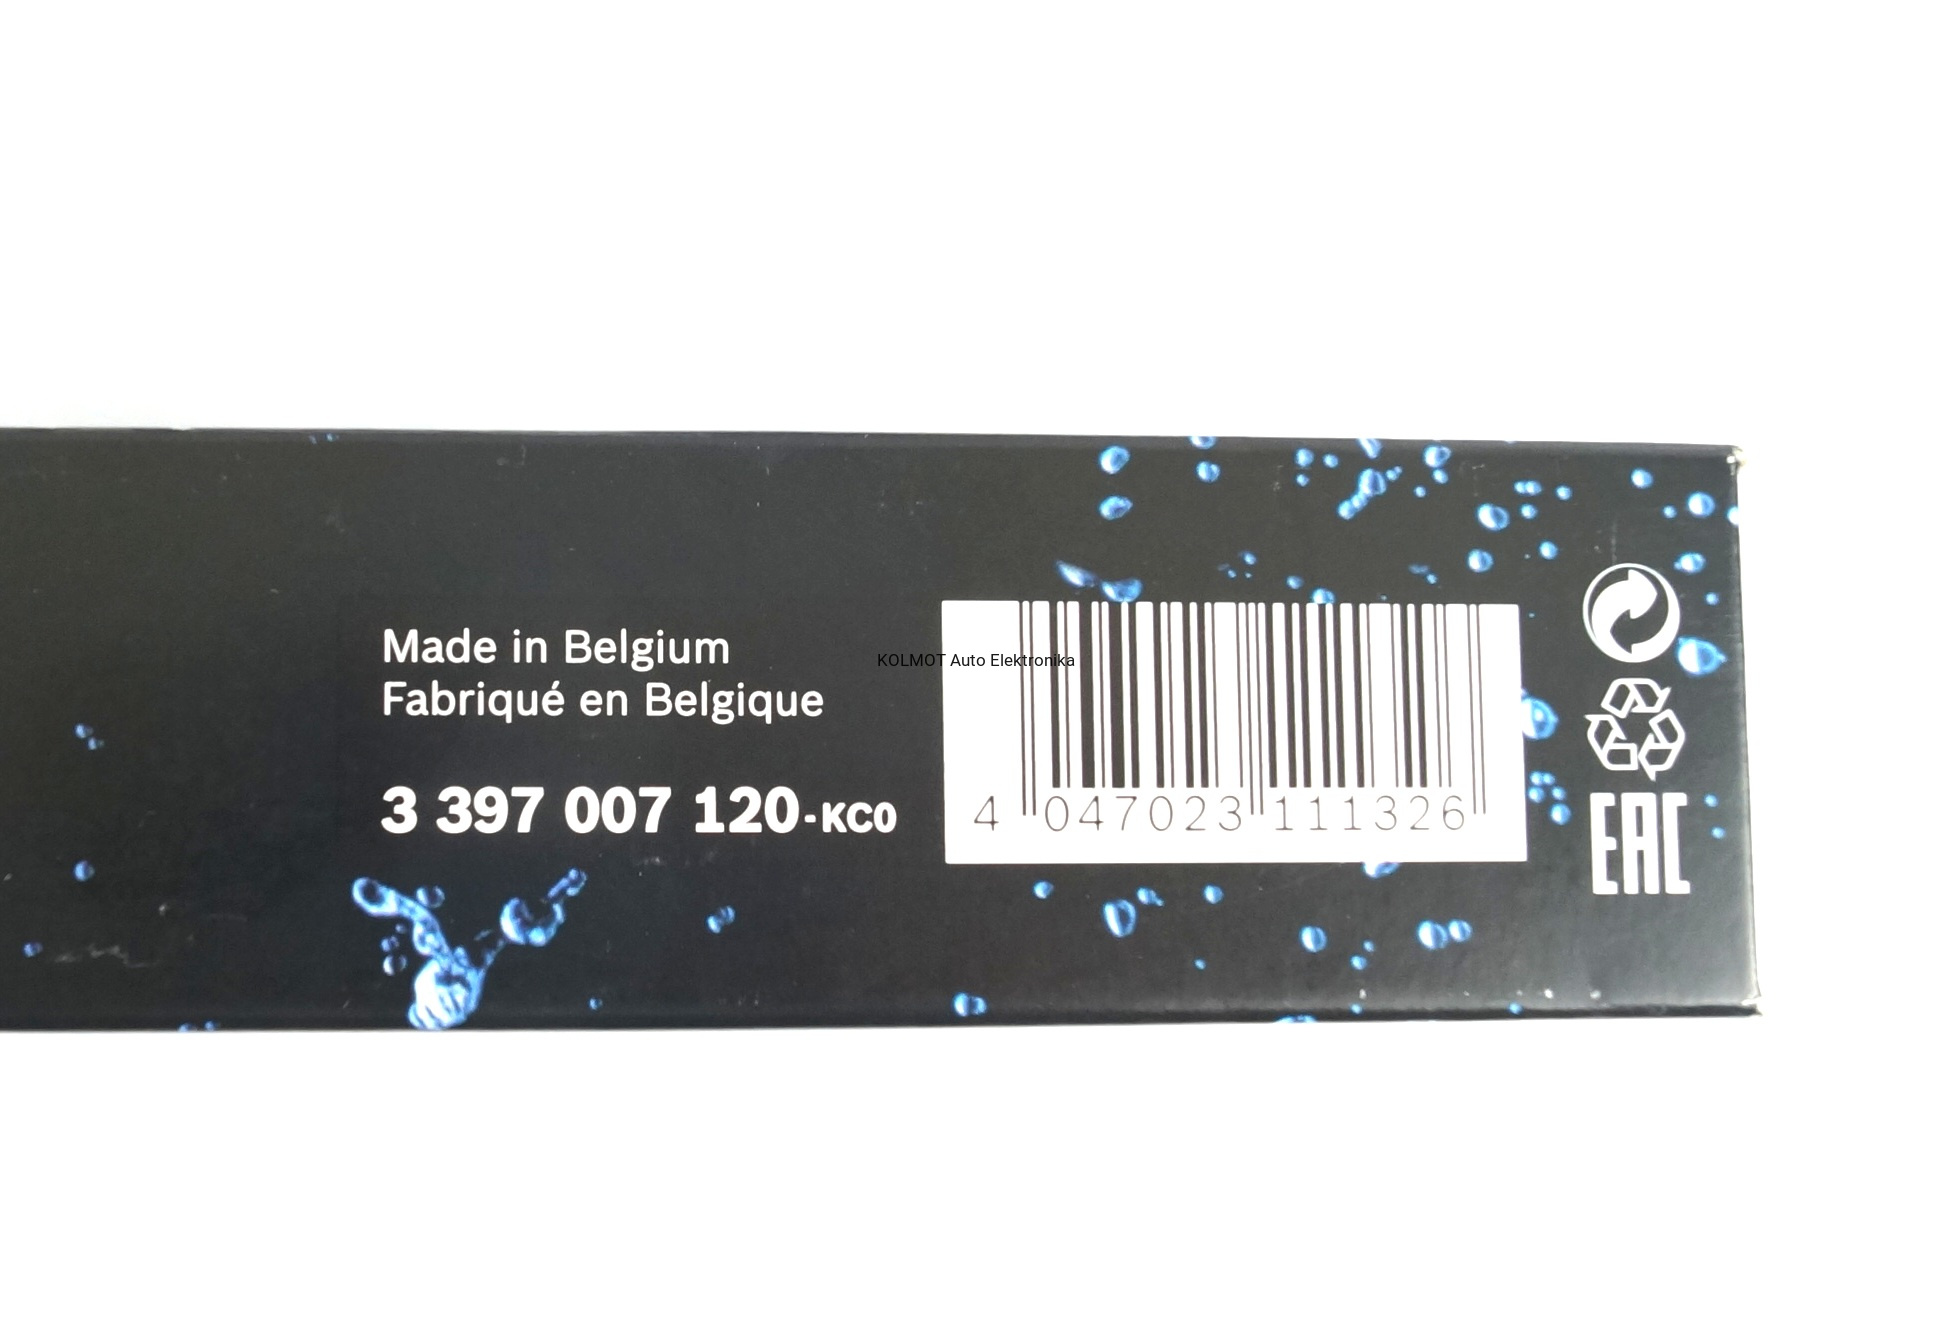 Made in Belgium
Fabriqué en Belgique
KOLMOT Auto Elektronika
3 397 007 120-KC0
4 047023 111326
EAC